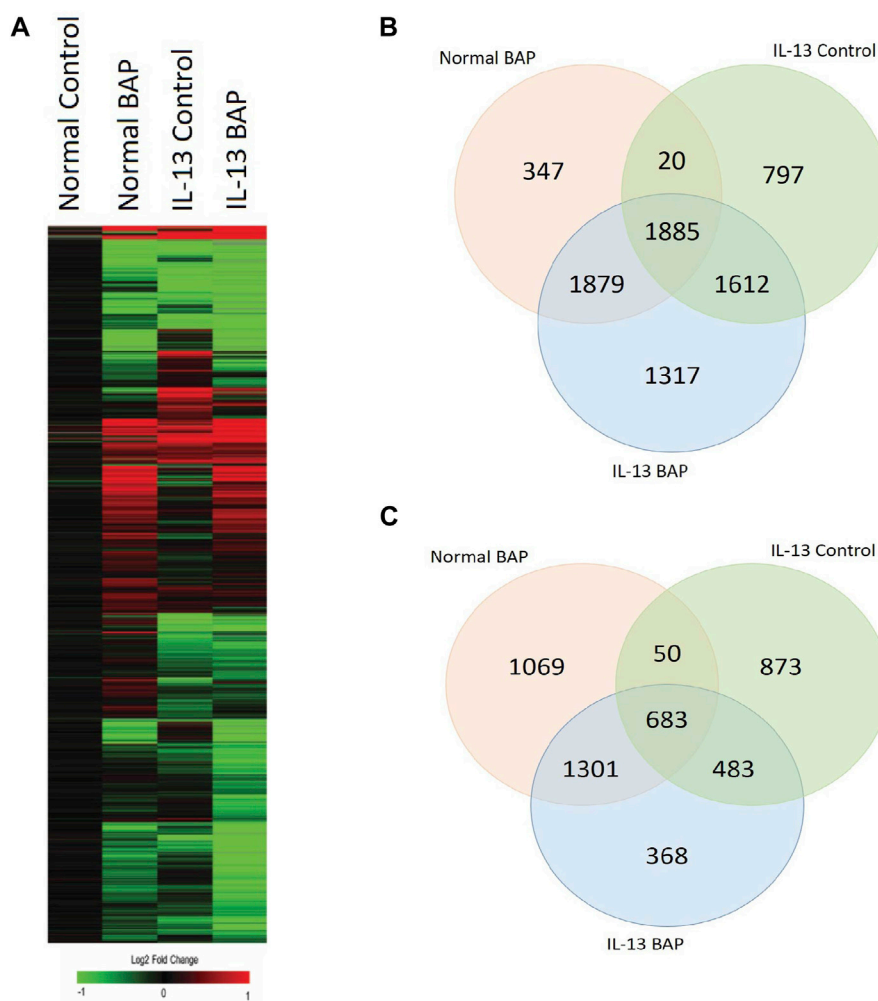 A
Normal Control
Normal BAP
IL-13 Control
IL-13 BAP
Log2 Fold Change
-1
0
1
B
Normal BAP
IL-13 Control
347
20
797
1885
1879
1612
1317
IL-13 BAP
C
Normal BAP
IL-13 Control
1069
50
873
683
1301
483
368
IL-13 BAP